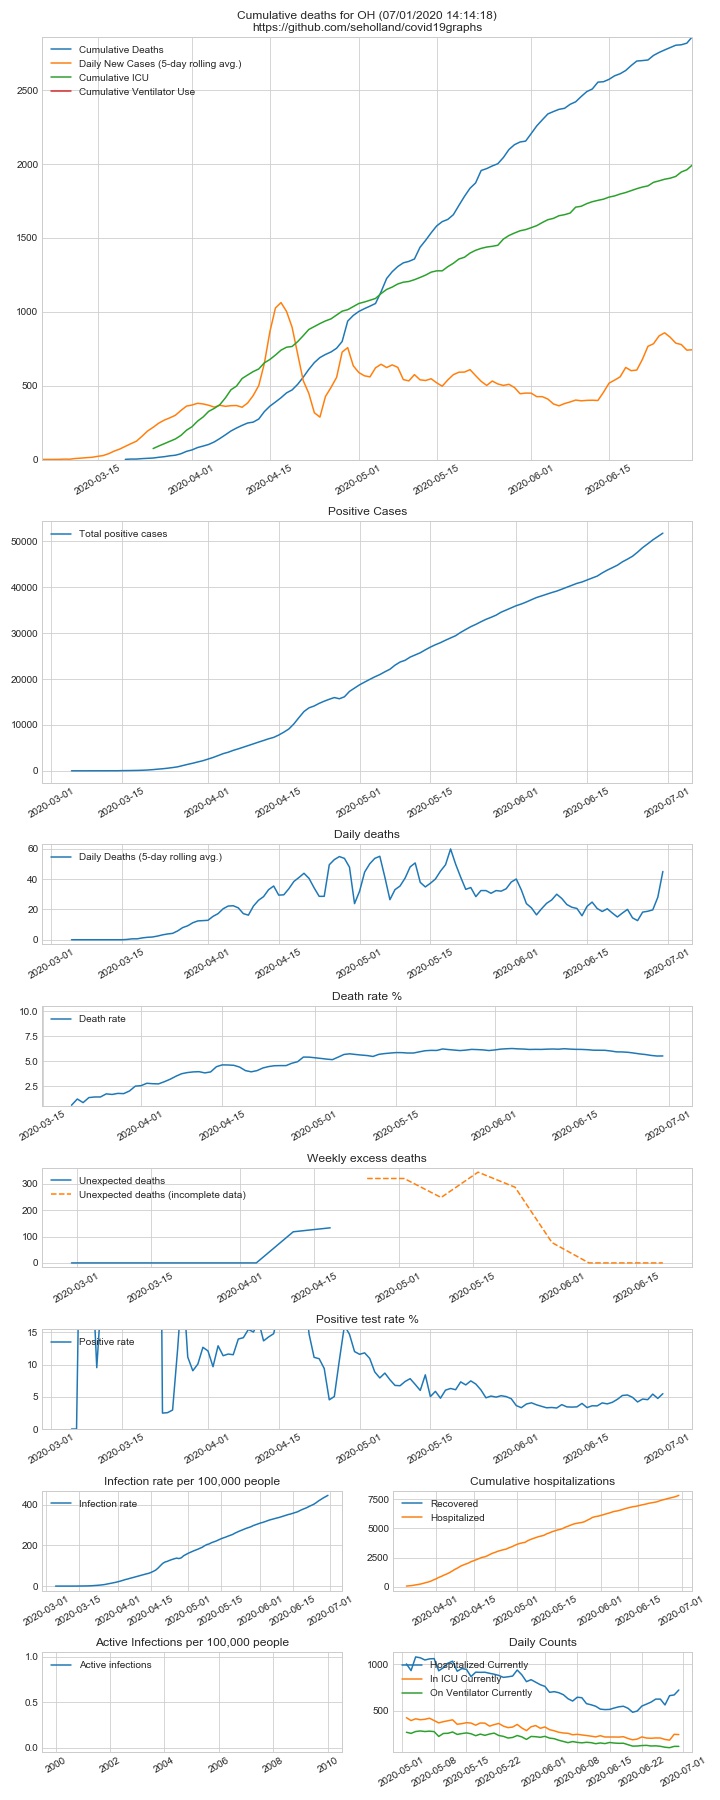 Cumulative deaths for OH (07/01/2020 14:14:18)
https://github.com/seholland/covid19graphs
Cumulative Deaths
Daily New Cases (5-day rolling avg.)
Cumulative ICU
Cumulative Ventilator Use
2500
2000
1500
1000
500
0
2020-03-15 2020-04-01 2020-04-15 2020-05-01 2020-05-15 2020-06-01 2020-06-15
Positive Cases
Total positive cases
50000
40000
30000
20000
10000
0
2020-03-01 2020-03-15 2020-04-01 2020-04-15 2020-05-01 2020-05-15 2020-06-01 2020-06-15 2020-07-01
Daily deaths
Daily Deaths (5-day rolling avg.)
60
40
20
0
2020-03-01 2020-03-15 2020-04-01 2020-04-15 2020-05-01 2020-05-15 2020-06-01 2020-06-15 2020-07-01
Death rate %
Death rate
10.0
7.5
5.0
2.5
2020-03-15 2020-04-01 2020-04-15 2020-05-01 2020-05-15 2020-06-01 2020-06-15 2020-07-01
Weekly excess deaths
Unexpected deaths
Unexpected deaths (incomplete data)
300
200
100
0
2020-03-01 2020-03-15 2020-04-01 2020-04-15 2020-05-01 2020-05-15 2020-06-01 2020-06-15
Positive test rate %
Positive rate
15
10
5
0
2020-03-01 2020-03-15 2020-04-01 2020-04-15 2020-05-01 2020-05-15 2020-06-01 2020-06-15 2020-07-01
Infection rate per 100,000 people
Infection rate
400
200
0
2020-03-01 2020-03-15 2020-04-01 2020-04-15 2020-05-01 2020-05-15 2020-06-01 2020-06-15 2020-07-01
Cumulative hospitalizations
Recovered
Hospitalized
7500
5000
2500
0
2020-04-01 2020-04-15 2020-05-01 2020-05-15 2020-06-01 2020-06-15 2020-07-01
Active Infections per 100,000 people
Active infections
1.0
0.5
0.0
2000 2002 2004 2006 2008 2010
Daily Counts
Hospitalized Currently
In ICU Currently
On Ventilator Currently
1000
500
2020-05-01 2020-05-08 2020-05-15 2020-05-22 2020-06-01 2020-06-08 2020-06-15 2020-06-22 2020-07-01